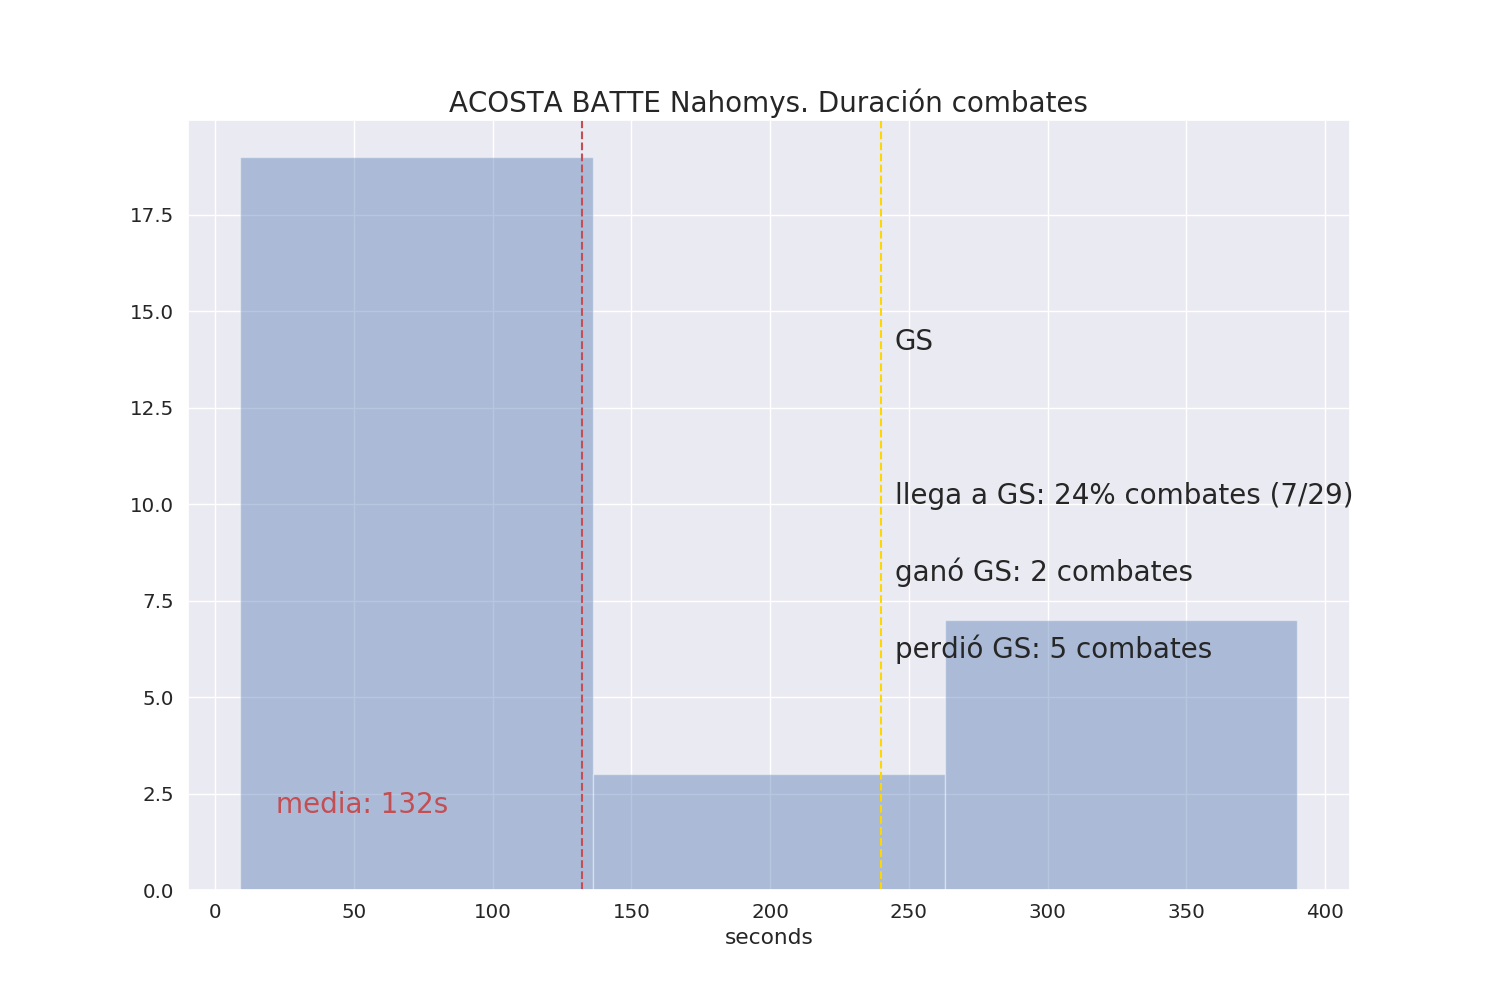 ACOSTA BATTE Nahomys. Duración combates
17.5
15.0
12.5
10.0
7.5
5.0
2.5
0.0
GS
llega a GS: 24% combates (7/29)
ganó GS: 2 combates
perdió GS: 5 combates
media: 132s
0 50 100 150 200 250 300 350 400
seconds